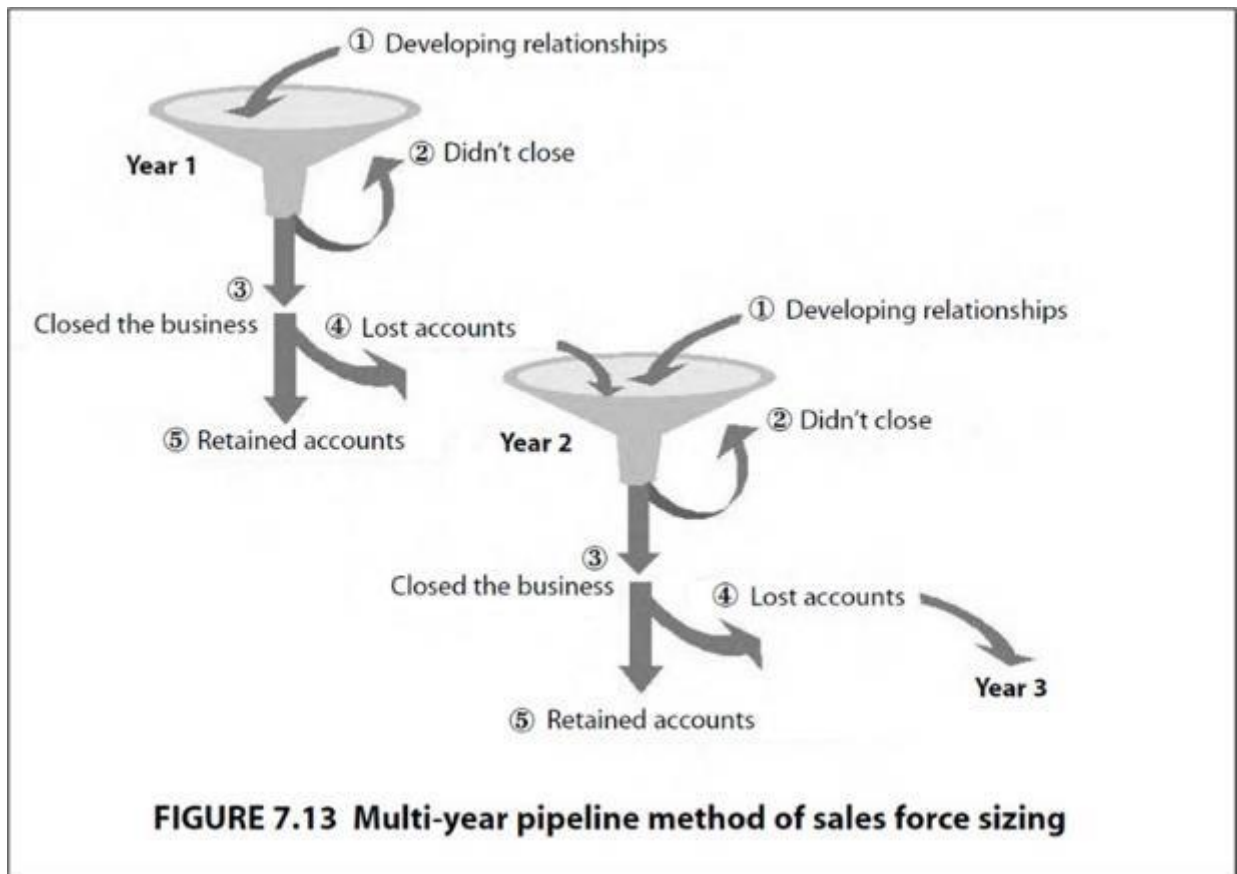 ① Developing relationships
Year 1
② Didn't close
③
Closed the business
④ Lost accounts
⑤ Retained accounts
① Developing relationships
Year 2
② Didn't close
③
Closed the business
④ Lost accounts
Year 3
⑤ Retained accounts
FIGURE 7.13 Multi-year pipeline method of sales force sizing